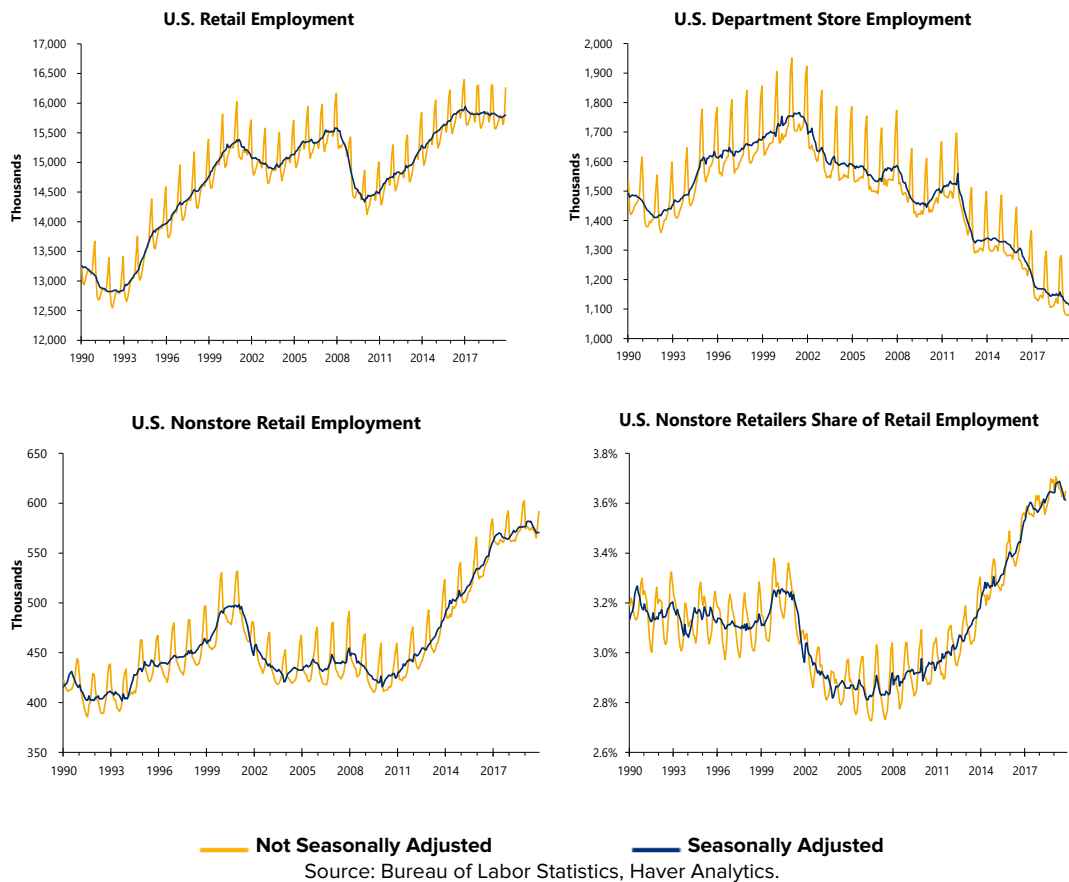 U.S. Retail Employment
Thousands
17,000
16,500
16,000
15,500
15,000
14,500
14,000
13,500
13,000
12,500
12,000
1990 1993 1996 1999 2002 2005 2008 2011 2014 2017
U.S. Department Store Employment
Thousands
2,000
1,900
1,800
1,700
1,600
1,500
1,400
1,300
1,200
1,100
1,000
1990 1993 1996 1999 2002 2005 2008 2011 2014 2017
U.S. Nonstore Retail Employment
Thousands
650
600
550
500
450
400
350
1990 1993 1996 1999 2002 2005 2008 2011 2014 2017
U.S. Nonstore Retailers Share of Retail Employment
3.8%
3.6%
3.4%
3.2%
3.0%
2.8%
2.6%
1990 1993 1996 1999 2002 2005 2008 2011 2014 2017
Not Seasonally Adjusted
Seasonally Adjusted
Source: Bureau of Labor Statistics, Haver Analytics.